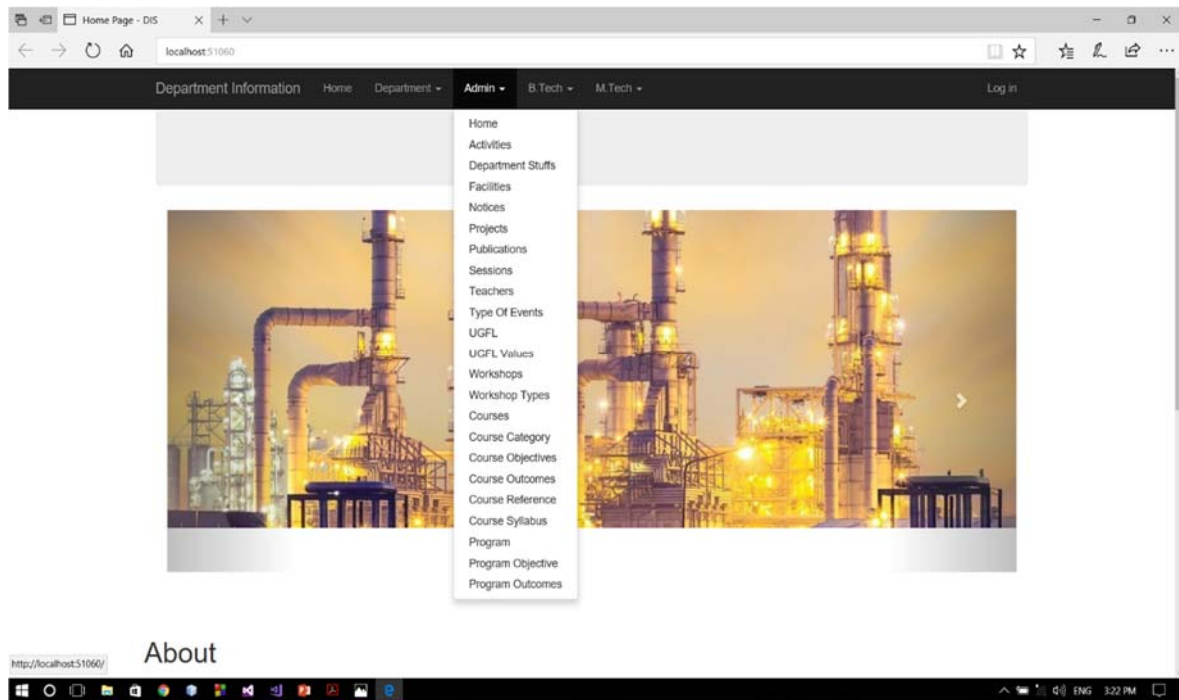 Home Page - DIS
localhost:51060
Department Information Home Department Admin B.Tech M.Tech Log in
Home
Activities
Department Stuffs
Facilities
Notices
Projects
Publications
Sessions
Teachers
Type Of Events
UGFL
UGFL Values
Workshops
Workshop Types
Courses
Course Category
Course Objectives
Course Outcomes
Course Reference
Course Syllabus
Program
Program Objective
Program Outcomes
About
http://localhost:51060/
ENG 3:22 PM